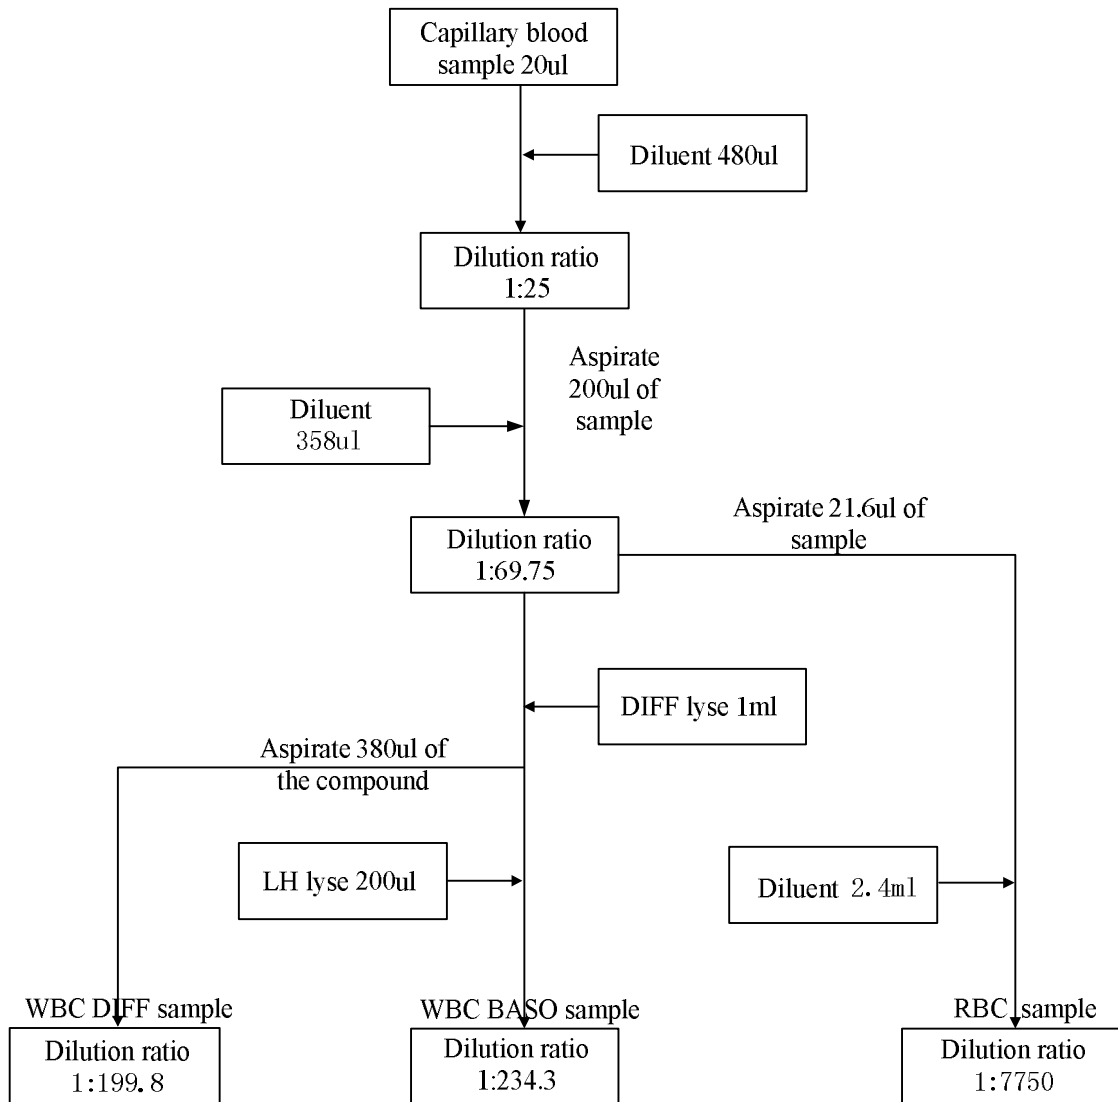 Capillary blood
sample 20ul
Diluent 480ul
Dilution ratio
1:25
Aspirate
200ul of
sample
Diluent
358ul
Aspirate 21.6ul of
sample
Dilution ratio
1:69.75
DIFF lyse 1ml
Aspirate 380ul of
the compound
LH lyse 200ul
Diluent 2.4ml
WBC DIFF sample
Dilution ratio
1:199.8
WBC BASO sample
Dilution ratio
1:234.3
RBC sample
Dilution ratio
1:7750